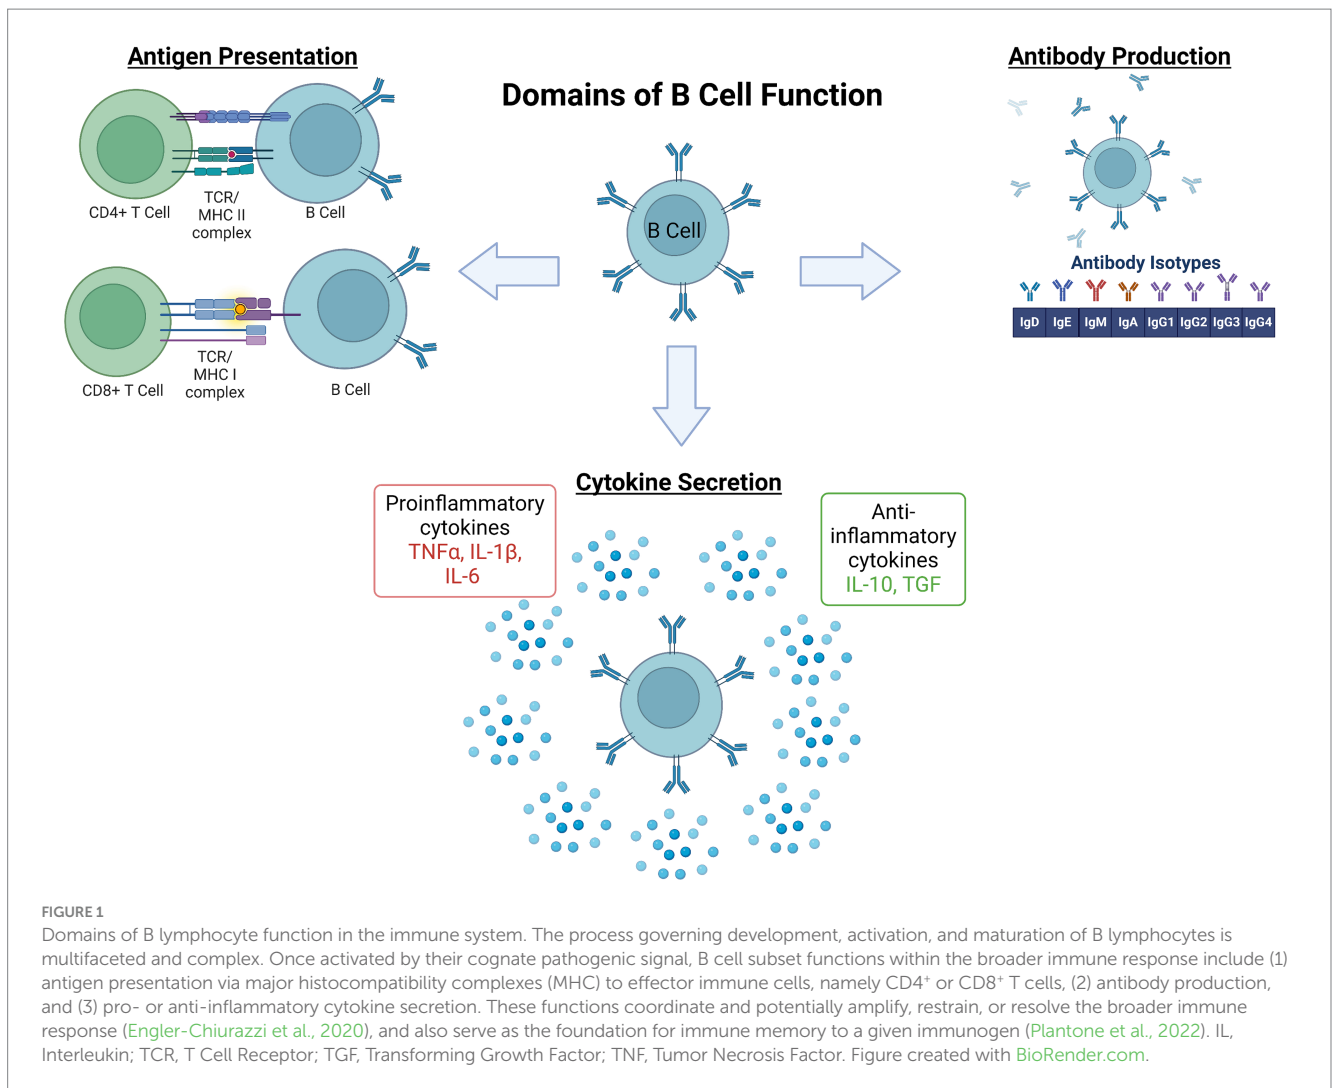 Domains of B Cell Function
Antigen Presentation
CD4+ T Cell
TCR/
MHC II
complex
B Cell
CD8+ T Cell
TCR/
MHC I
complex
B Cell
B Cell
Antibody Production
Antibody Isotypes
IgD IgE IgM IgA IgG1 IgG2 IgG3 IgG4
Cytokine Secretion
Proinflammatory
cytokines
TNFα, IL-1β,
IL-6
Anti-
inflammatory
cytokines
IL-10, TGF
FIGURE 1
Domains of B lymphocyte function in the immune system. The process governing development, activation, and maturation of B lymphocytes is
multifaceted and complex. Once activated by their cognate pathogenic signal, B cell subset functions within the broader immune response include (1)
antigen presentation via major histocompatibility complexes (MHC) to effector immune cells, namely CD4⁺ or CD8⁺ T cells, (2) antibody production,
and (3) pro- or anti-inflammatory cytokine secretion. These functions coordinate and potentially amplify, restrain, or resolve the broader immune
response (Engler-Chiurazzi et al., 2020), and also serve as the foundation for immune memory to a given immunogen (Plantone et al., 2022). IL,
Interleukin; TCR, T Cell Receptor; TGF, Transforming Growth Factor; TNF, Tumor Necrosis Factor. Figure created with BioRender.com.